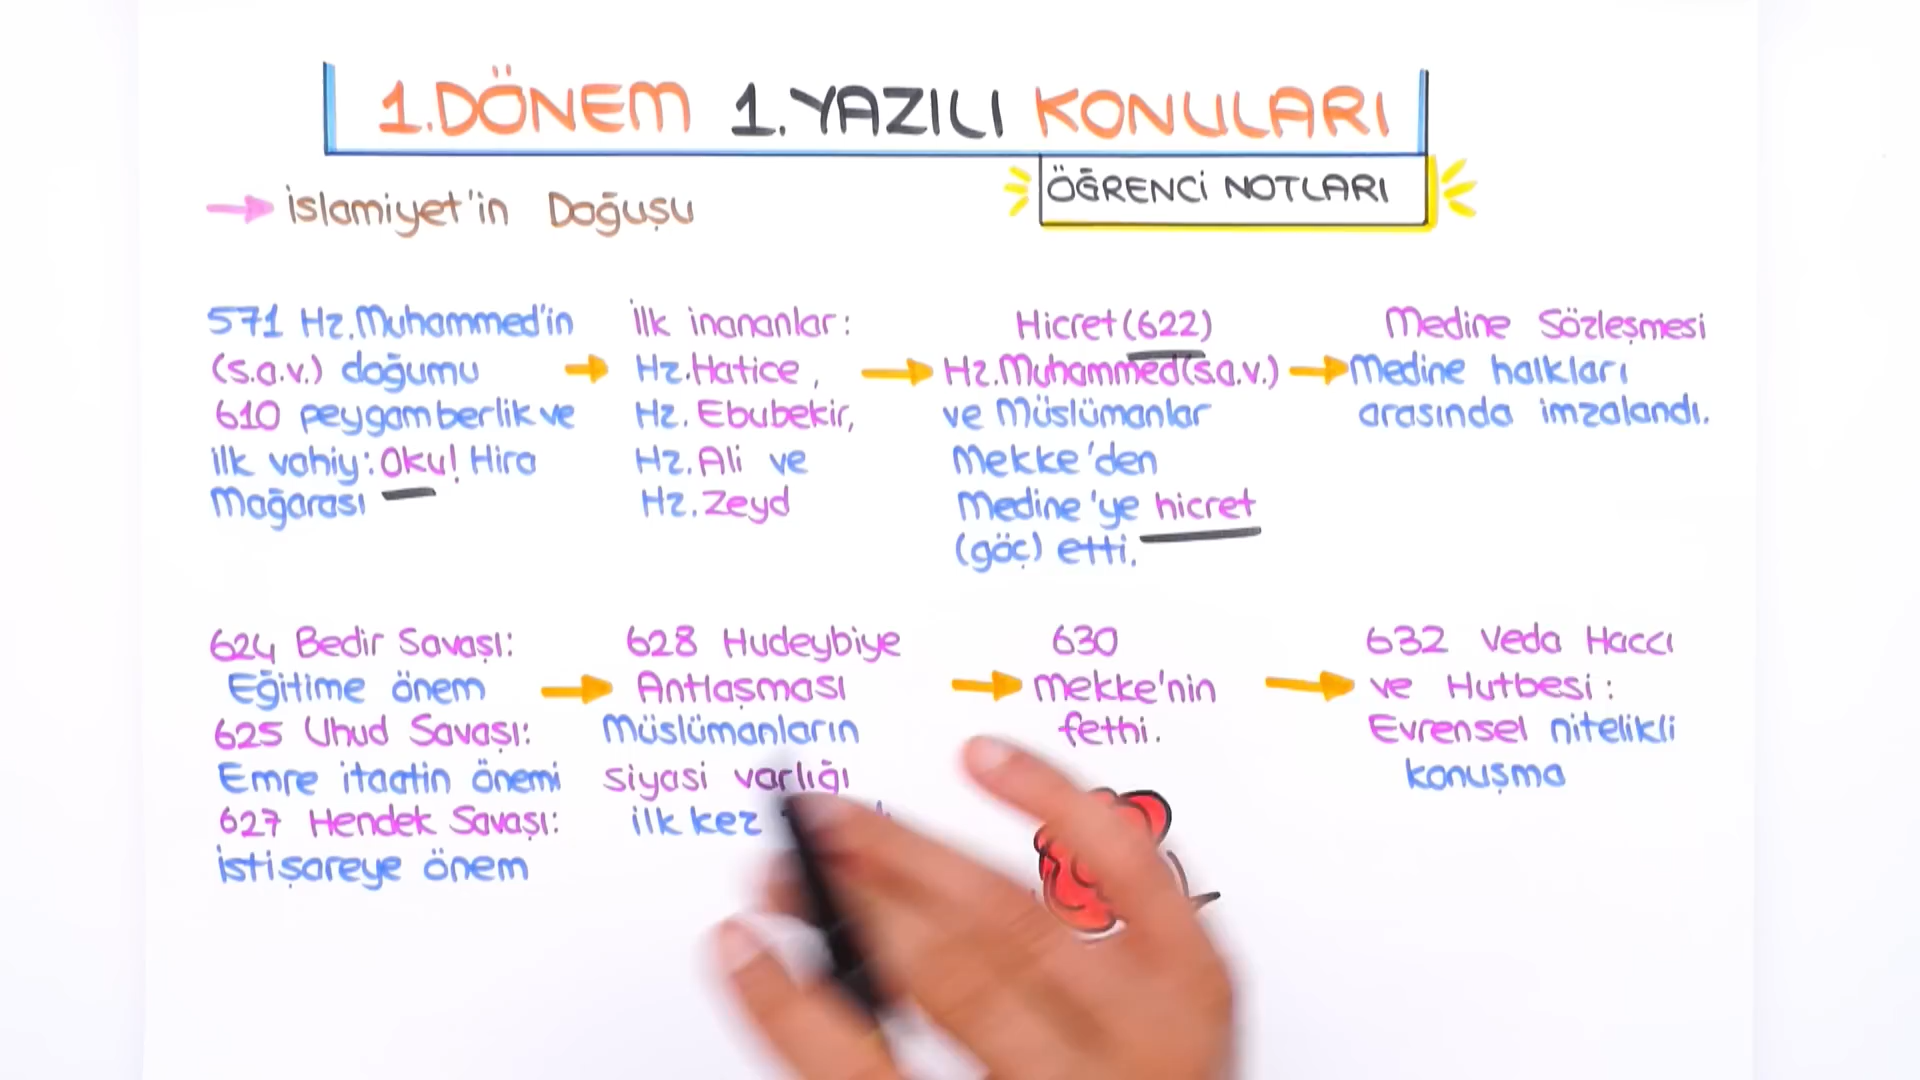 1.DÖNEM 1.YAZILI KONULARI
ÖĞRENCİ NOTLARI
İslamiyet'in Doğuşu
571 Hz.Muhammed'in
(s.a.v.) doğumu
610 peygamberlik ve
ilk vahiy: Oku! Hira
Mağarası
İlk inananlar:
Hz.Hatice,
Hz. Ebubekir,
Hz. Ali ve
Hz. Zeyd
Hicret (622)
Hz.Muhammed(s.a.v.)
ve Müslümanlar
Mekke'den
Medine'ye hicret
(göç) etti.
Medine Sözleşmesi
Medine halkları
arasında imzalandı.
624 Bedir Savaşı:
Eğitime önem
625 Uhud Savaşı:
Emre itaatin önemi
627 Hendek Savaşı:
İstişareye önem
628 Hudeybiye
Antlaşması
Müslümanların
siyasi varlığı
ilk kez
630
Mekke'nin
fethi.
632 Veda Haccı
ve Hutbesi:
Evrensel nitelikli
konuşma